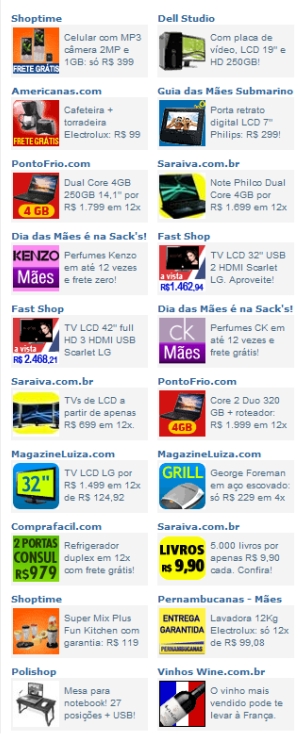 Shoptime
Celular com MP3
câmera 2MP e
1GB: só R$ 399
FRETE GRÁTIS
Dell Studio
Com placa de
vídeo, LCD 19" e
HD 250GB!
Americanas.com
Cafeteira +
torradeira
Electrolux: R$ 99
FRETE GRÁTIS
Guia das Mães Submarino
Porta retrato
digital LCD 7"
Philips: R$ 299!
PontoFrio.com
Dual Core 4GB
250GB 14,1" por
R$ 1.799 em 12x
4 GB
Saraiva.com.br
Note Philco Dual
Core 4GB por
R$ 1.699 em 12x
Dia das Mães é na Sack's!
KENZO
Mães
Perfumes Kenzo
em até 12 vezes
e frete zero!
Fast Shop
TV LCD 32" USB
2 HDMI Scarlet
LG. Aproveite!
a vista
R$1.462,94
Fast Shop
TV LCD 42" full
HD 3 HDMI USB
Scarlet LG
a vista
R$ 2.468,21
Dia das Mães é na Sack's!
CK
Mães
Perfumes CK em
até 12 vezes e
frete grátis!
Saraiva.com.br
TVs de LCD a
partir de apenas
R$ 699 em 12x.
PontoFrio.com
Core 2 Duo 320
GB + roteador:
R$ 1.999 em 12x
4GB
MagazineLuiza.com
32"
TV LCD LG por
R$ 1.499 em 12x
de R$ 124,92
MagazineLuiza.com
GRILL
George Foreman
em aço escovado:
só R$ 229 em 4x
Comprafacil.com
2 PORTAS
CONSUL
R$979
Refrigerador
duplex em 12x
com frete grátis!
Saraiva.com.br
LIVROS
R$ 9,90
5.000 livros por
apenas R$ 9,90
cada. Confira!
Shoptime
Super Mix Plus
Fun Kitchen com
garantia: R$ 119
Pernambucanas - Mães
ENTREGA
GARANTIDA
PERNAMBUCANAS
Lavadora 12Kg
Electrolux: só 12x
de R$ 99,08
Polishop
Mesa para
notebook! 27
posições + USB!
Vinhos Wine.com.br
O vinho mais
vendido pode te
levar à França.